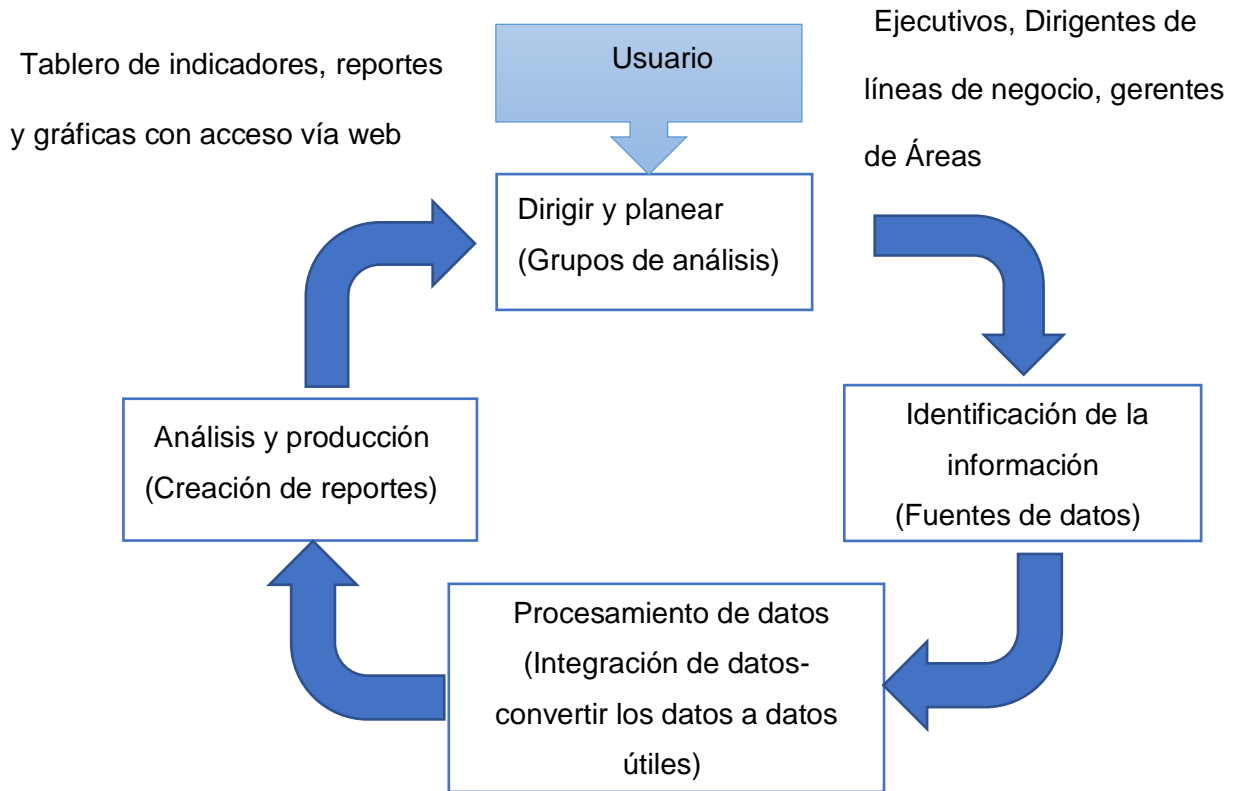 Tablero de indicadores, reportes
y gráficas con acceso vía web
Usuario
Ejecutivos, Dirigentes de
líneas de negocio, gerentes
de Áreas
Dirigir y planear
(Grupos de análisis)
Identificación de la
información
(Fuentes de datos)
Procesamiento de datos
(Integración de datos-
convertir los datos a datos
útiles)
Análisis y producción
(Creación de reportes)